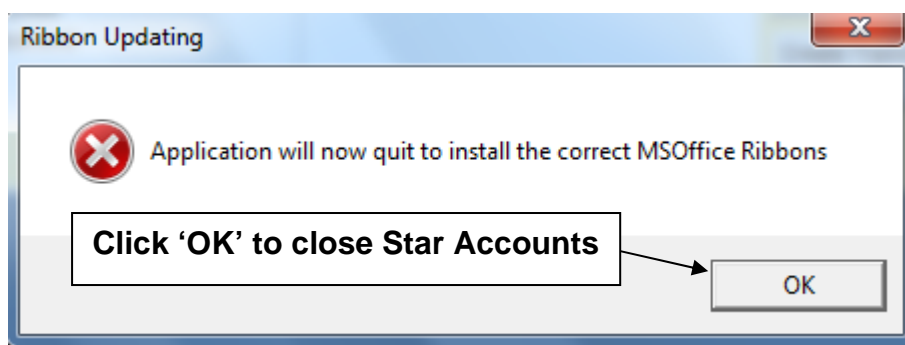 Ribbon Updating
Application will now quit to install the correct MSOffice Ribbons
Click ‘OK’ to close Star Accounts
OK